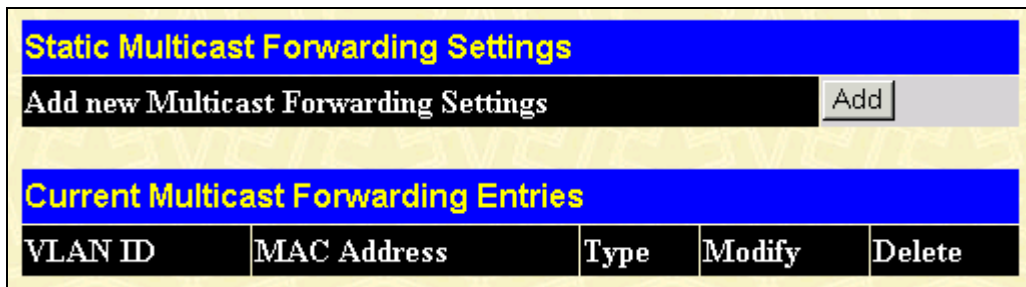 Static Multicast Forwarding Settings
Add new Multicast Forwarding Settings Add
Current Multicast Forwarding Entries
VLAN ID MAC Address Type Modify Delete